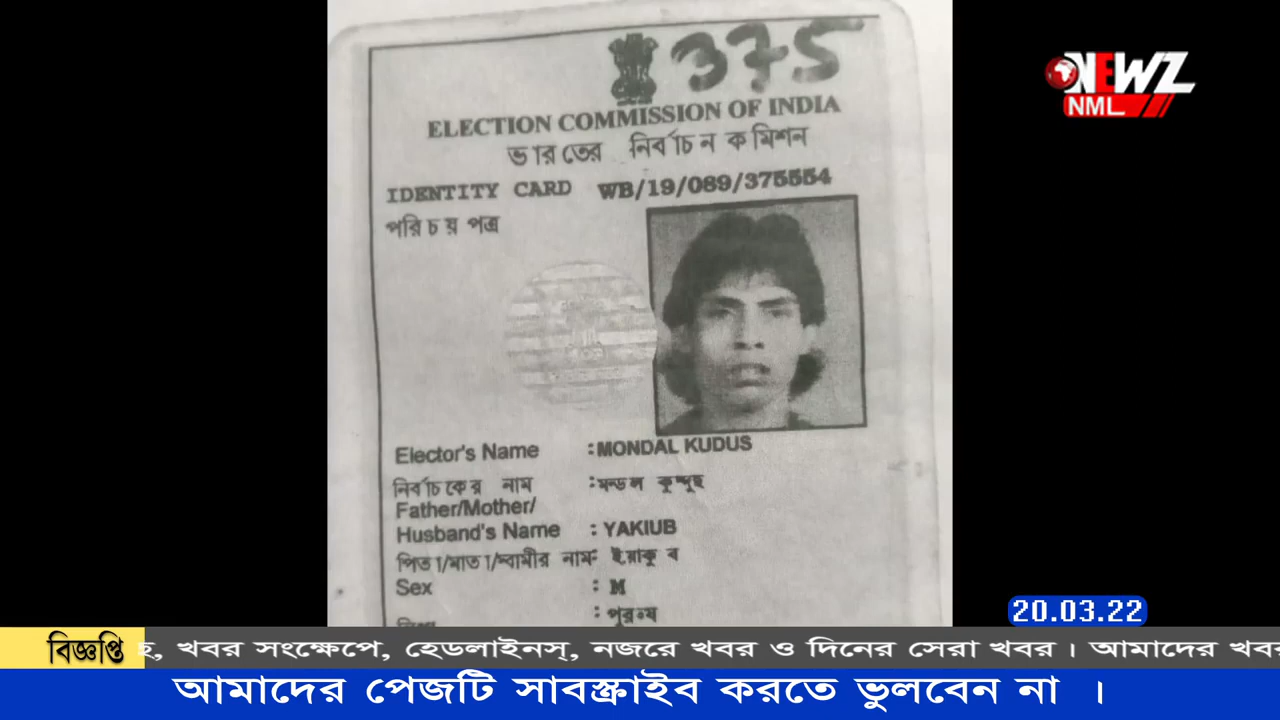 375
ELECTION COMMISSION OF INDIA
ভারতের নির্বাচন কমিশন
IDENTITY CARD WB/19/089/375554
পরিচয় পত্র
NEWZ
NML
Elector's Name : MONDAL KUDUS
নির্বাচকের নাম : মন্ডল কুদ্দুছ
Father/Mother/
Husband's Name : YAKIUB
পিতা/মাতা/স্বামীর নাম : ইয়াকুব
Sex : M
: পুরুষ
20.03.22
বিজ্ঞপ্তি
, খবর সংক্ষেপে, হেডলাইনস্, নজরে খবর ও দিনের সেরা খবর । আমাদের খবর
আমাদের পেজটি সাবস্ক্রাইব করতে ভুলবেন না ।